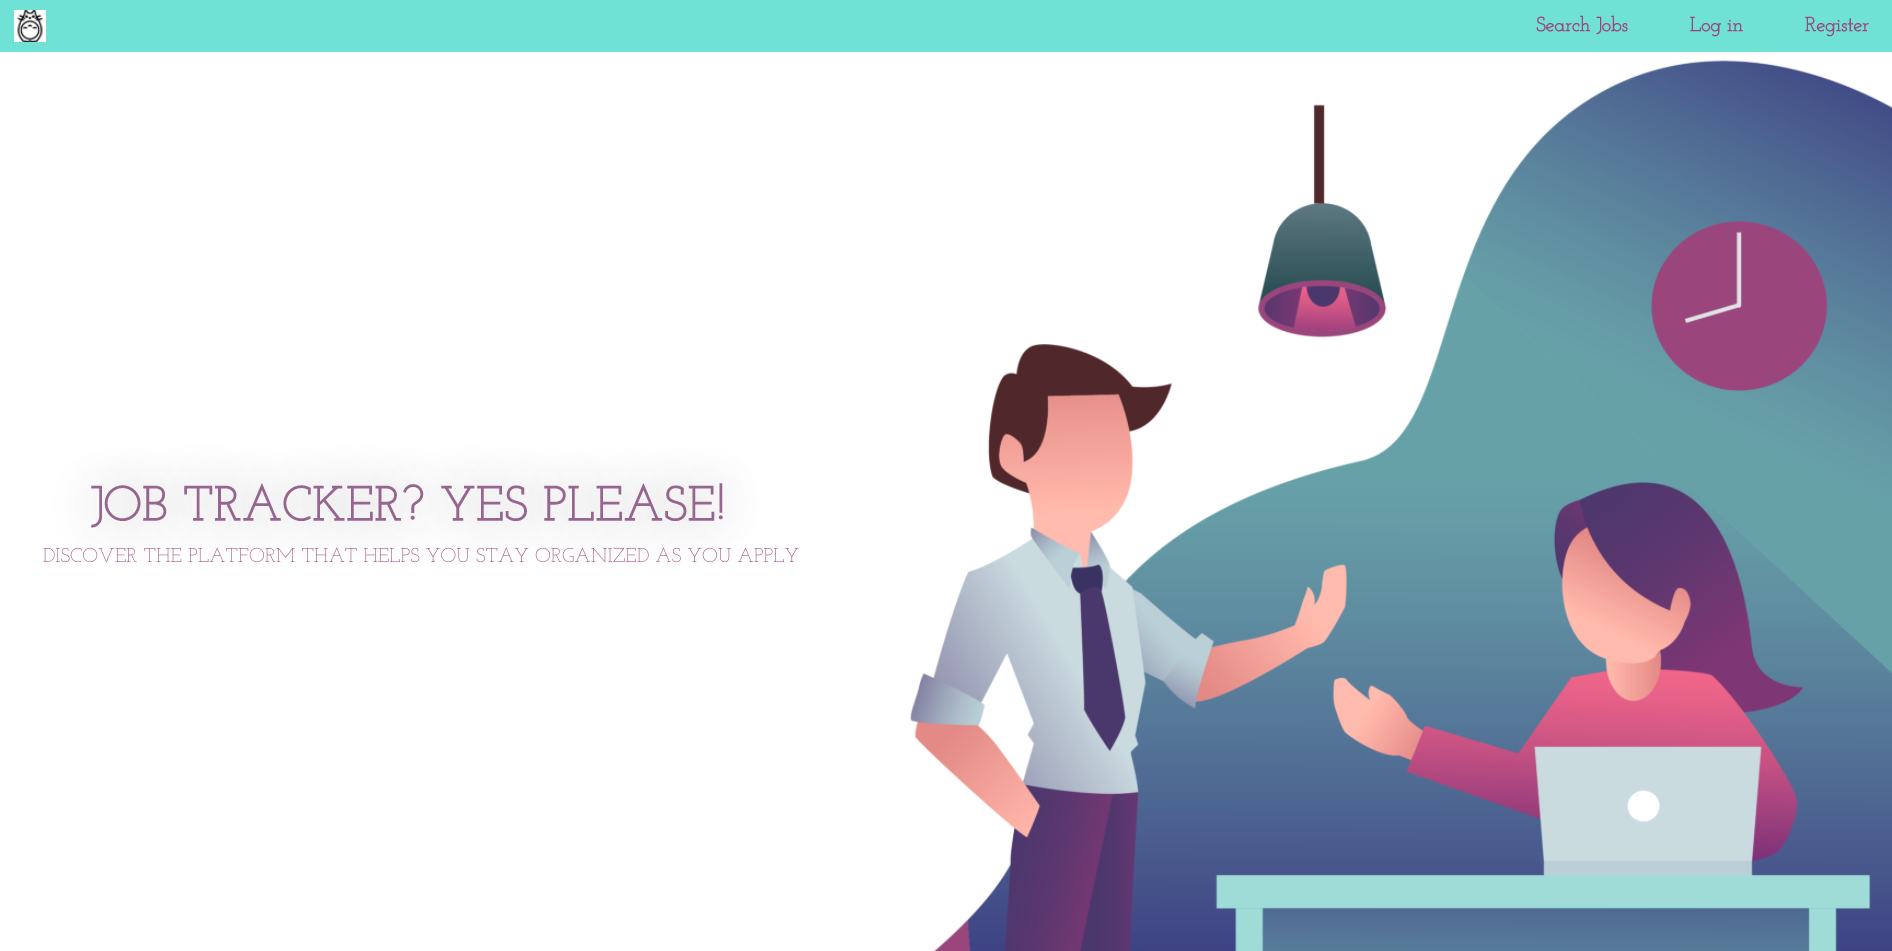 Search Jobs Log in Register
JOB TRACKER? YES PLEASE!
DISCOVER THE PLATFORM THAT HELPS YOU STAY ORGANIZED AS YOU APPLY